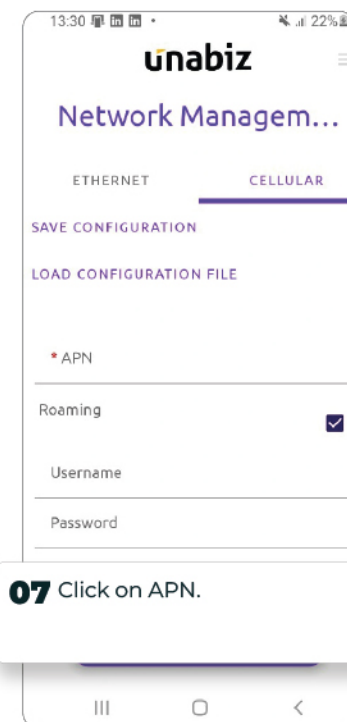 13:30
22%
unabiz
Network Managem...
ETHERNET
CELLULAR
SAVE CONFIGURATION
LOAD CONFIGURATION FILE
* APN
Roaming
Username
Password
07 Click on APN.